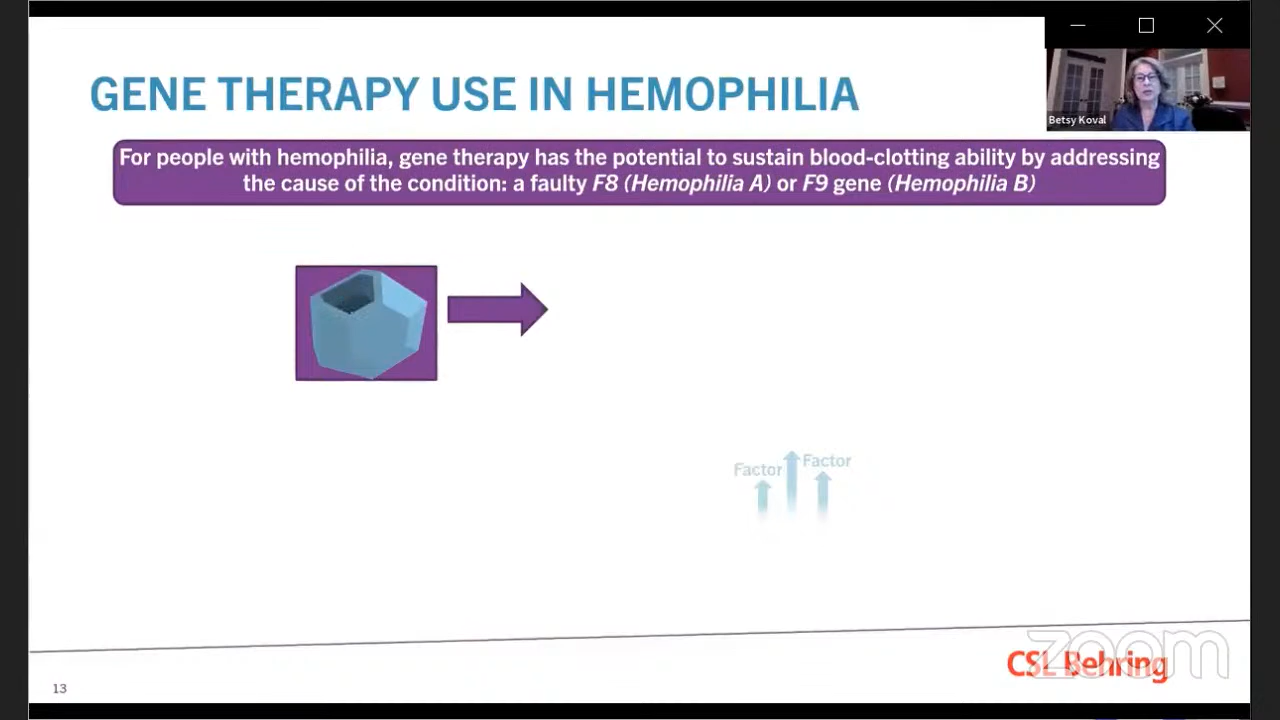 GENE THERAPY USE IN HEMOPHILIA
Betsy Koval
For people with hemophilia, gene therapy has the potential to sustain blood-clotting ability by addressing
the cause of the condition: a faulty F8 (Hemophilia A) or F9 gene (Hemophilia B)
Factor
Factor
CSL Behring
zoom
13